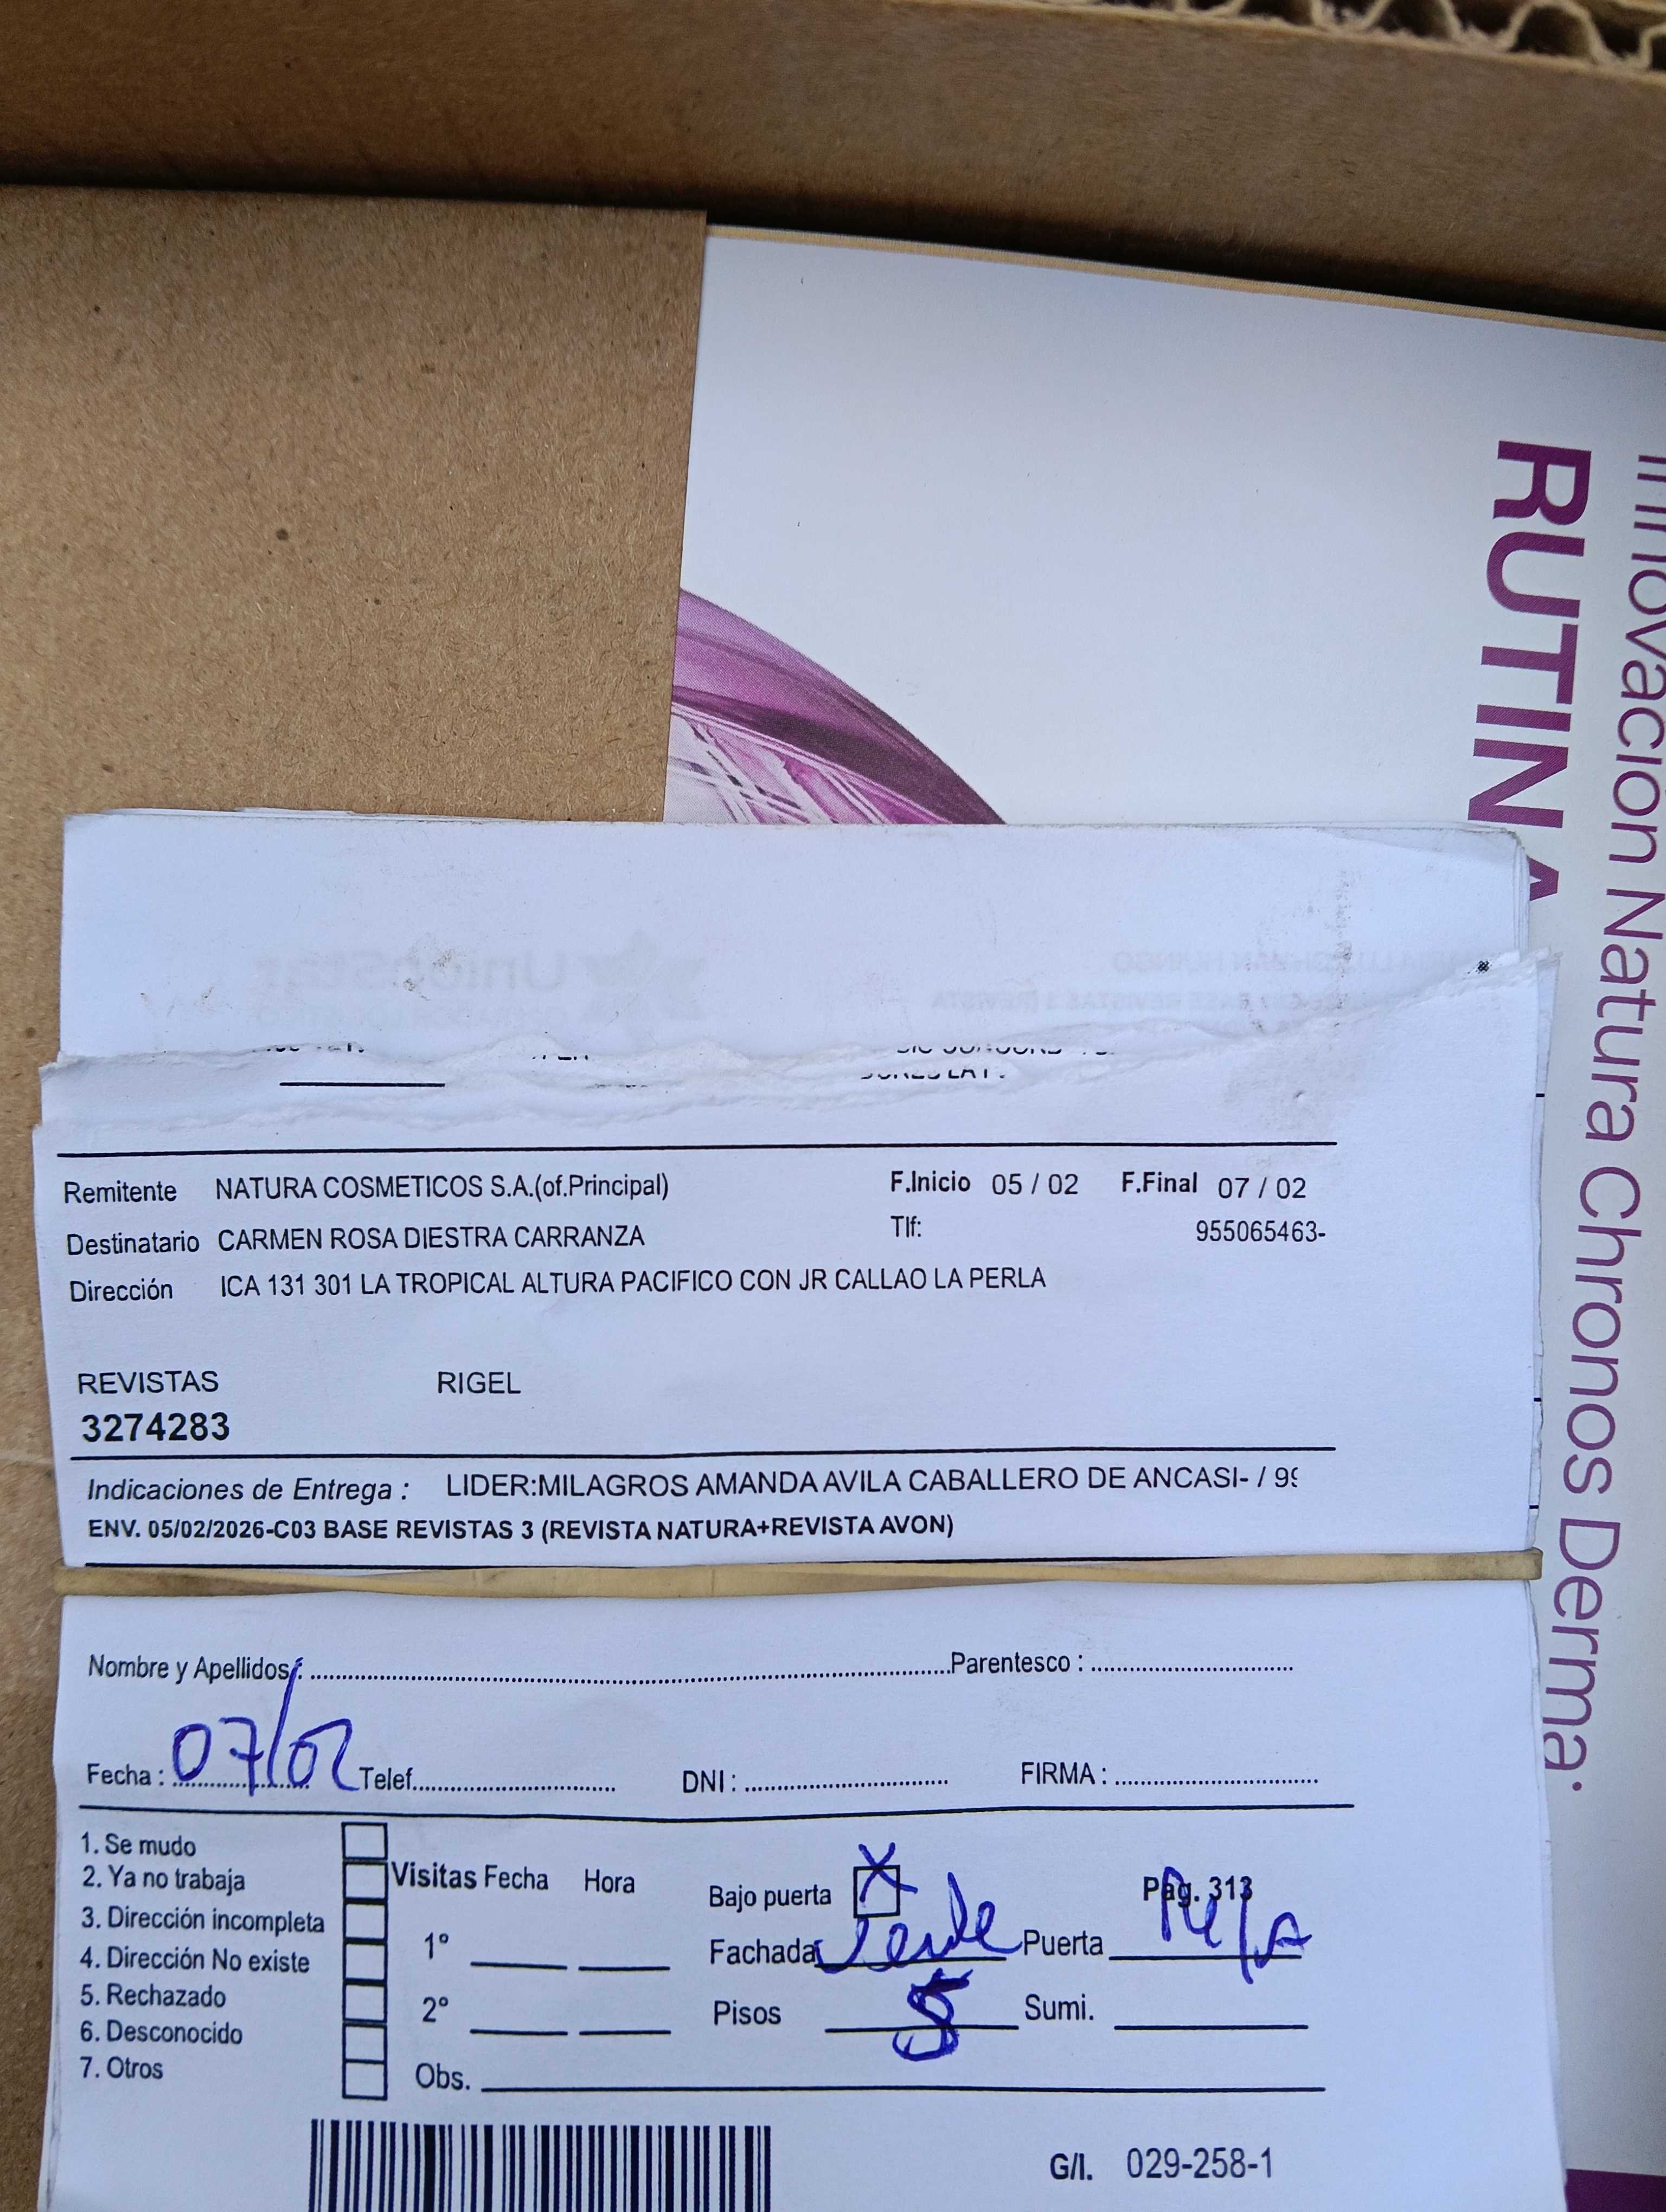 Innovación Natura Chronos Derma
RUTINA
UnionStar
OPERADOR LOGISTICO
Remitente NATURA COSMETICOS S.A.(of.Principal) F.Inicio 05 / 02 F.Final 07 / 02
Destinatario CARMEN ROSA DIESTRA CARRANZA Tlf: 955065463-
Dirección ICA 131 301 LA TROPICAL ALTURA PACIFICO CON JR CALLAO LA PERLA
REVISTAS RIGEL
3274283
Indicaciones de Entrega : LIDER:MILAGROS AMANDA AVILA CABALLERO DE ANCASI- / 99
ENV. 05/02/2026-C03 BASE REVISTAS 3 (REVISTA NATURA+REVISTA AVON)
Nombre y Apellidos : Parentesco :
Fecha : 07/02 Telef. DNI : FIRMA :
1. Se mudo
2. Ya no trabaja Visitas Fecha Hora Bajo puerta X Pag. 313
3. Dirección incompleta
4. Dirección No existe 1° Fachada Puerta
5. Rechazado
6. Desconocido 2° Pisos 5 Sumi.
7. Otros Obs.
G/I. 029-258-1